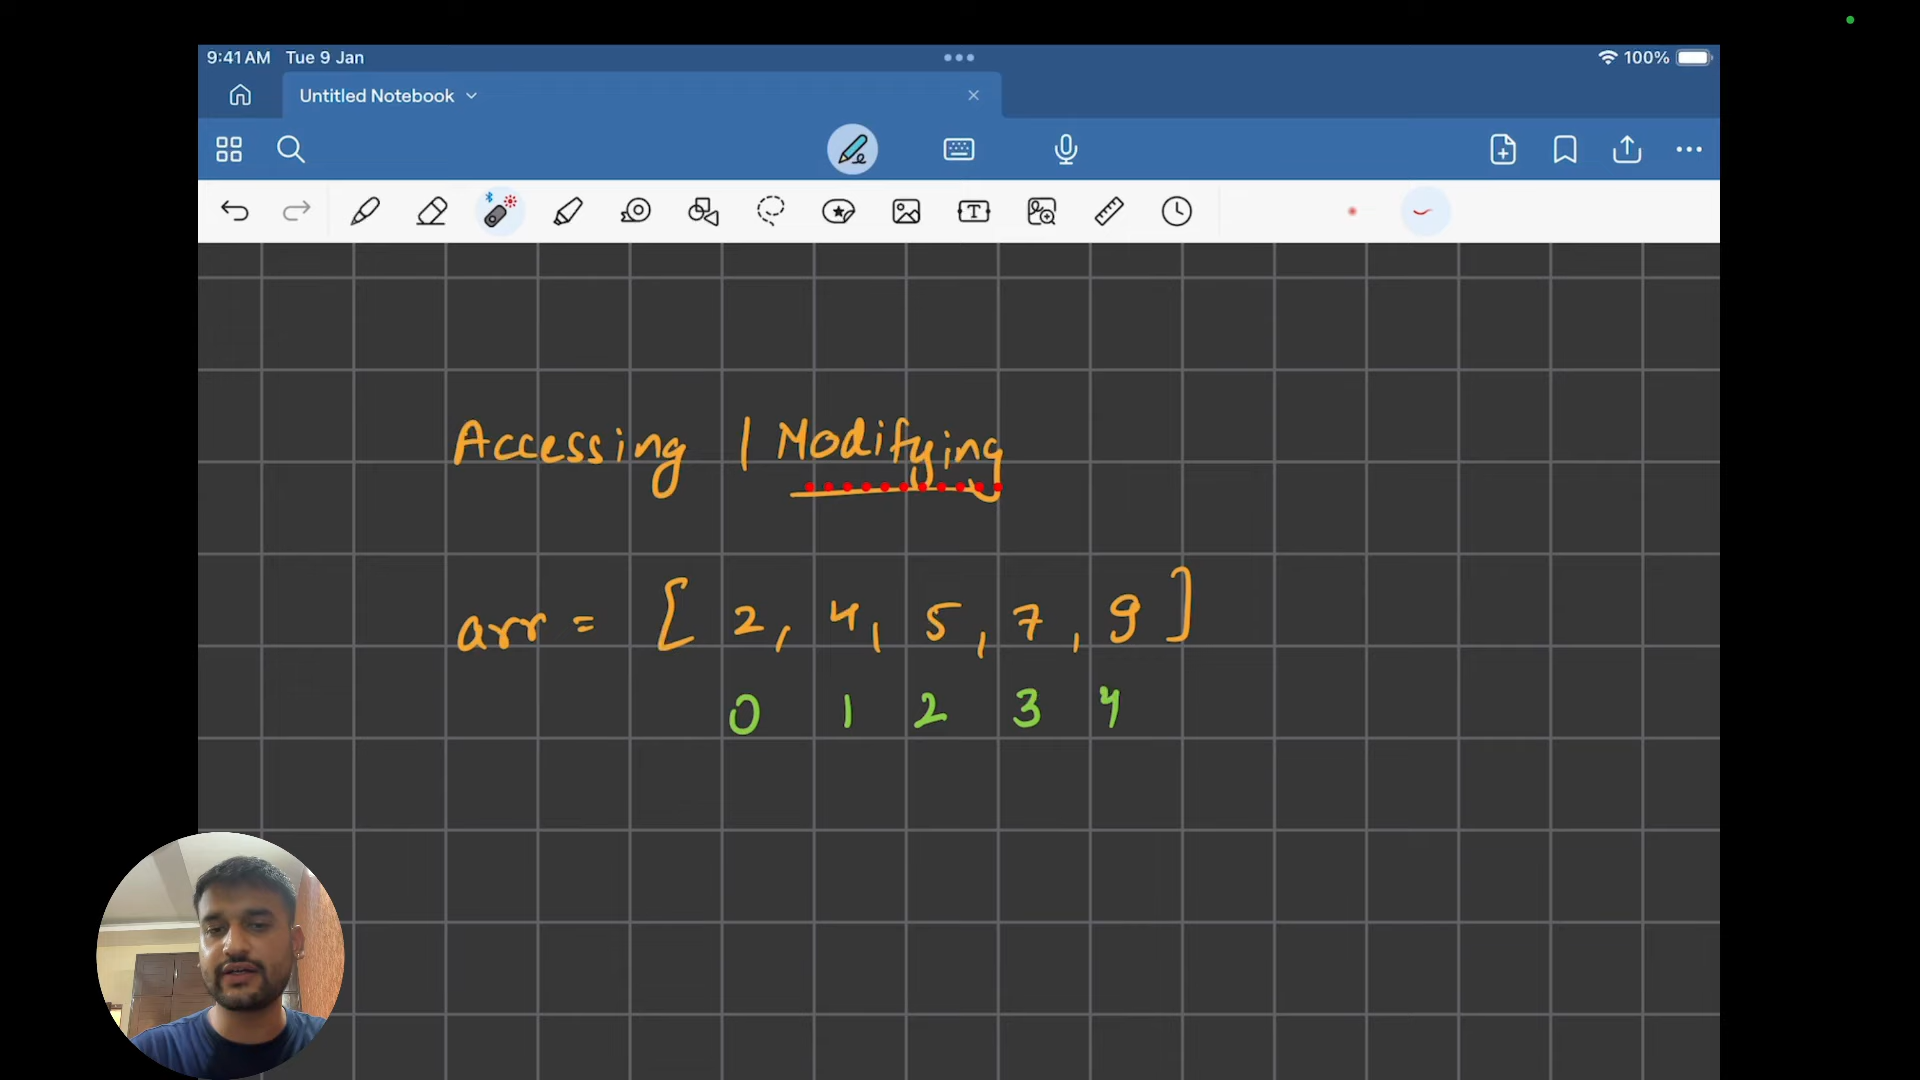 9:41 AM Tue 9 Jan 100%
Untitled Notebook
Accessing | Modifying
arr = [ 2, 4, 5, 7, 9 ]
0 1 2 3 4